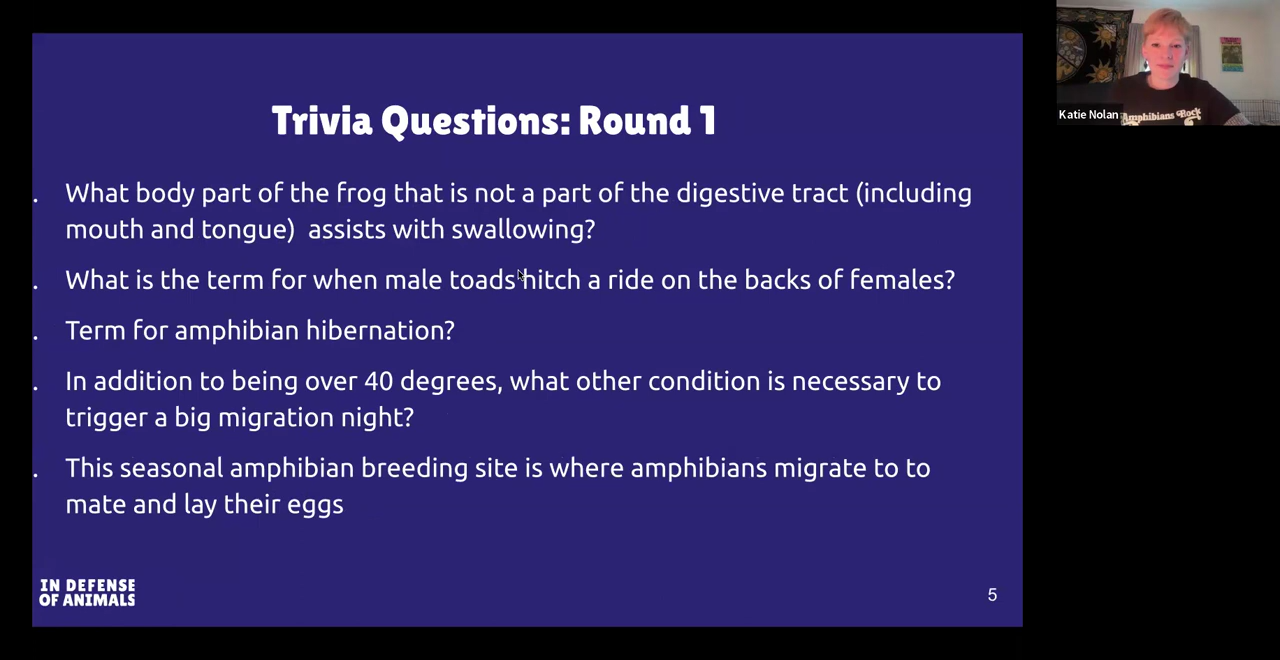 Trivia Questions: Round 1
. What body part of the frog that is not a part of the digestive tract (including
mouth and tongue)  assists with swallowing?
. What is the term for when male toads hitch a ride on the backs of females?
. Term for amphibian hibernation?
. In addition to being over 40 degrees, what other condition is necessary to
trigger a big migration night?
. This seasonal amphibian breeding site is where amphibians migrate to to
mate and lay their eggs
IN DEFENSE
OF ANIMALS
5
Katie Nolan
Amphibians Rock